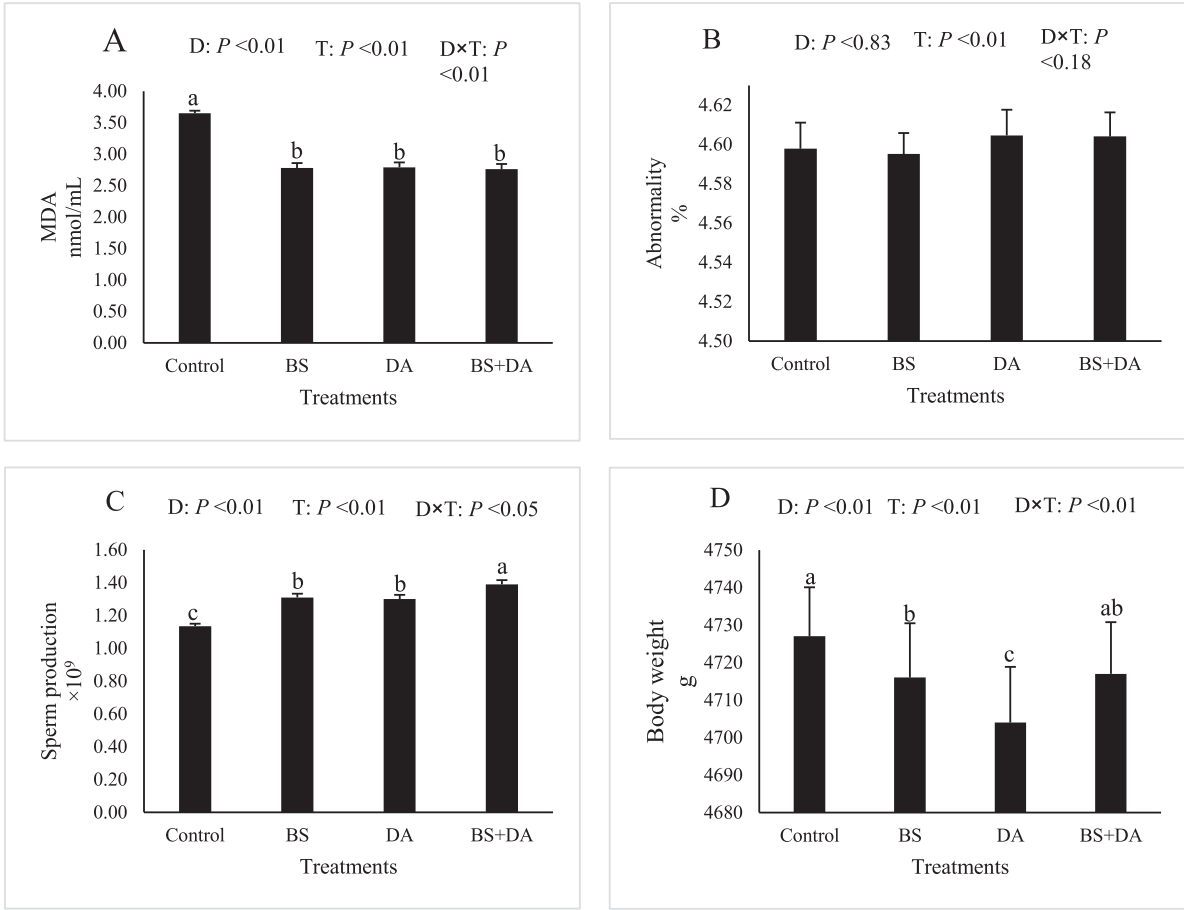 A
D: P <0.01 T: P <0.01 D×T: P
<0.01
MDA
nmol/mL
4.00
3.50
3.00
2.50
2.00
1.50
1.00
0.50
0.00
a
b
b
b
Control BS DA BS+DA
Treatments
B
D: P <0.83 T: P <0.01 D×T: P
<0.18
Abnormality
%
4.62
4.60
4.58
4.56
4.54
4.52
4.50
Control BS DA BS+DA
Treatments
C
D: P <0.01 T: P <0.01 D×T: P <0.05
Sperm production
×10⁹
1.60
1.40
1.20
1.00
0.80
0.60
0.40
0.20
0.00
c
b
b
a
Control BS DA BS+DA
Treatments
D
D: P <0.01 T: P <0.01 D×T: P <0.01
Body weight
g
4750
4740
4730
4720
4710
4700
4690
4680
a
b
c
ab
Control BS DA BS+DA
Treatments